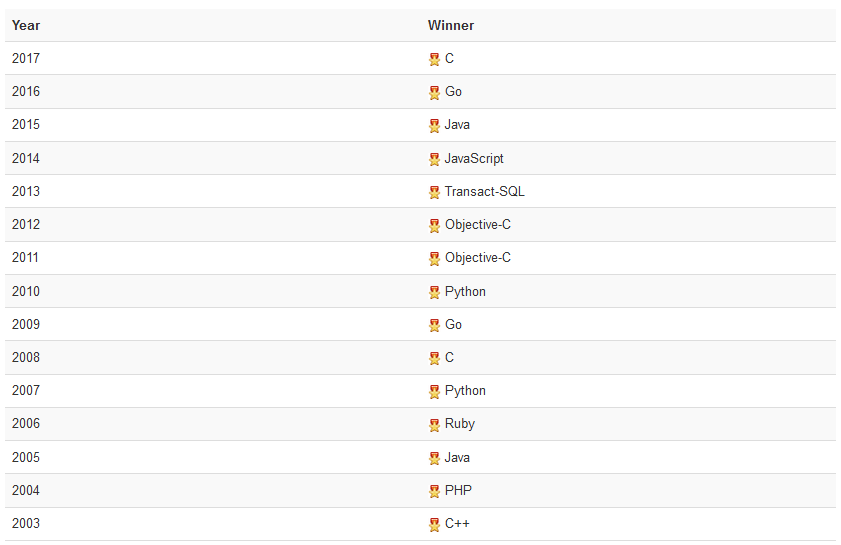 Year Winner
2017 C
2016 Go
2015 Java
2014 JavaScript
2013 Transact-SQL
2012 Objective-C
2011 Objective-C
2010 Python
2009 Go
2008 C
2007 Python
2006 Ruby
2005 Java
2004 PHP
2003 C++